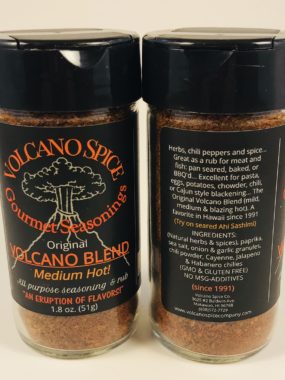 VOLCANO SPICE
Gourmet Seasonings
Original
VOLCANO BLEND
Medium Hot!
All purpose seasoning & rub
"AN ERUPTION OF FLAVORS!"
1.8 oz. (51g)
Herbs, chili peppers and spice...
Great as a rub for meat and
fish: pan seared, baked, or
BBQ'd... Excellent for pasta,
eggs, potatoes, chowder, chili,
or Cajun style blackening... The
Original Volcano Blend (mild,
medium & blazing hot). A
favorite in Hawaii since 1991
(Try on seared Ahi Sashimi)
INGREDIENTS:
(Natural herbs & spices), paprika,
sea salt, onion & garlic granules,
chili powder, Cayenne, Jalapeno
& Habanero chilies
(GMO & GLUTEN FREE)
NO MSG-ADDITIVES
(since 1991)
Volcano Spice Co.
Makawao, HI 96768
www.volcanospicecompany.com